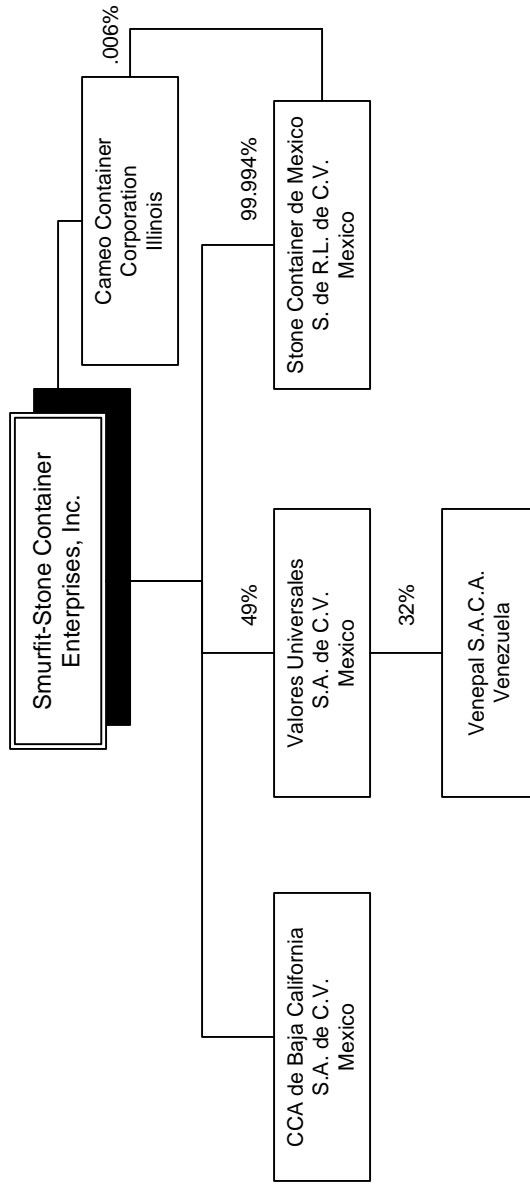 Smurfit-Stone Container
Enterprises, Inc.
Cameo Container
Corporation
Illinois
.006%
49%
99.994%
CCA de Baja California
S.A. de C.V.
Mexico
Valores Universales
S.A. de C.V.
Mexico
Stone Container de Mexico
S. de R.L. de C.V.
Mexico
32%
Venepal S.A.C.A.
Venezuela